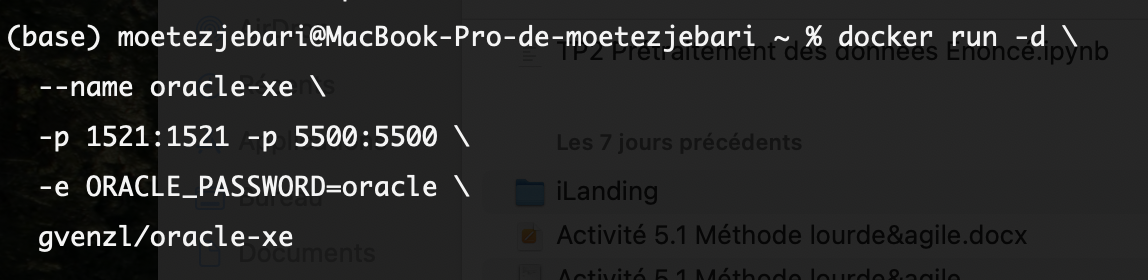 (base) moetezjebari@MacBook-Pro-de-moetezjebari ~ % docker run -d \
TP2 Prétraitement des données Enoncé.ipynb
--name oracle-xe \
-p 1521:1521 -p 5500:5500 \
Les 7 jours précédents
-e ORACLE_PASSWORD=oracle \
iLanding
Bureau
gvenzl/oracle-xe
Activité 5.1 Méthode lourde&agile.docx
Documents
Activité 5.1 Méthode lourde&agile